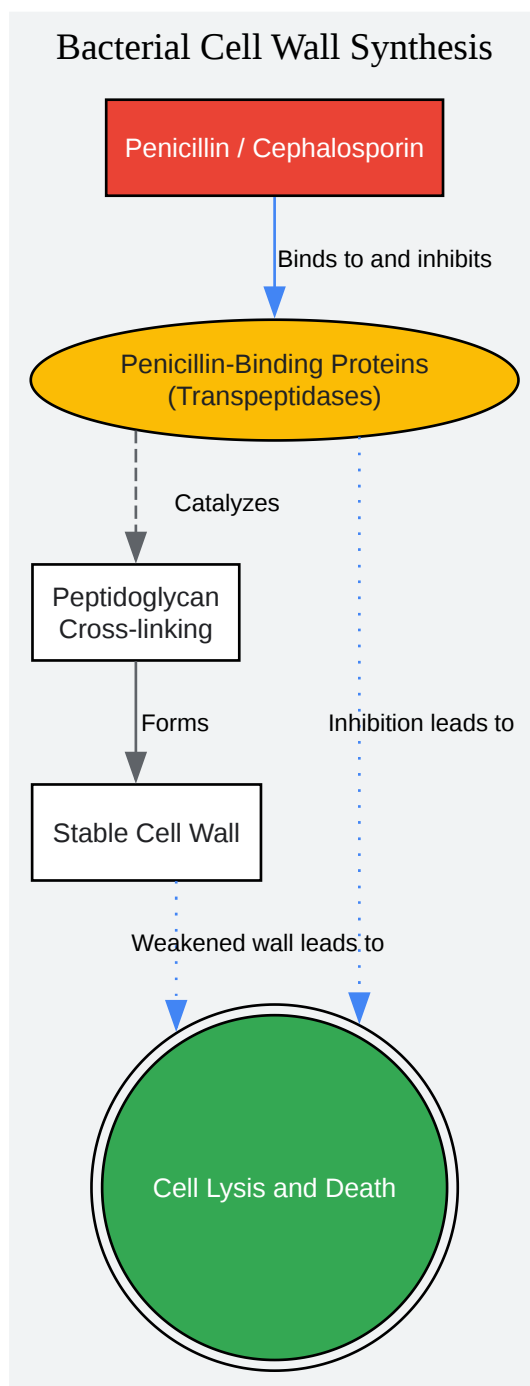 Bacterial Cell Wall Synthesis
Penicillin / Cephalosporin
Binds to and inhibits
Penicillin-Binding Proteins
(Transpeptidases)
Catalyzes
Peptidoglycan
Cross-linking
Forms
Inhibition leads to
Stable Cell Wall
Weakened wall leads to
Cell Lysis and Death